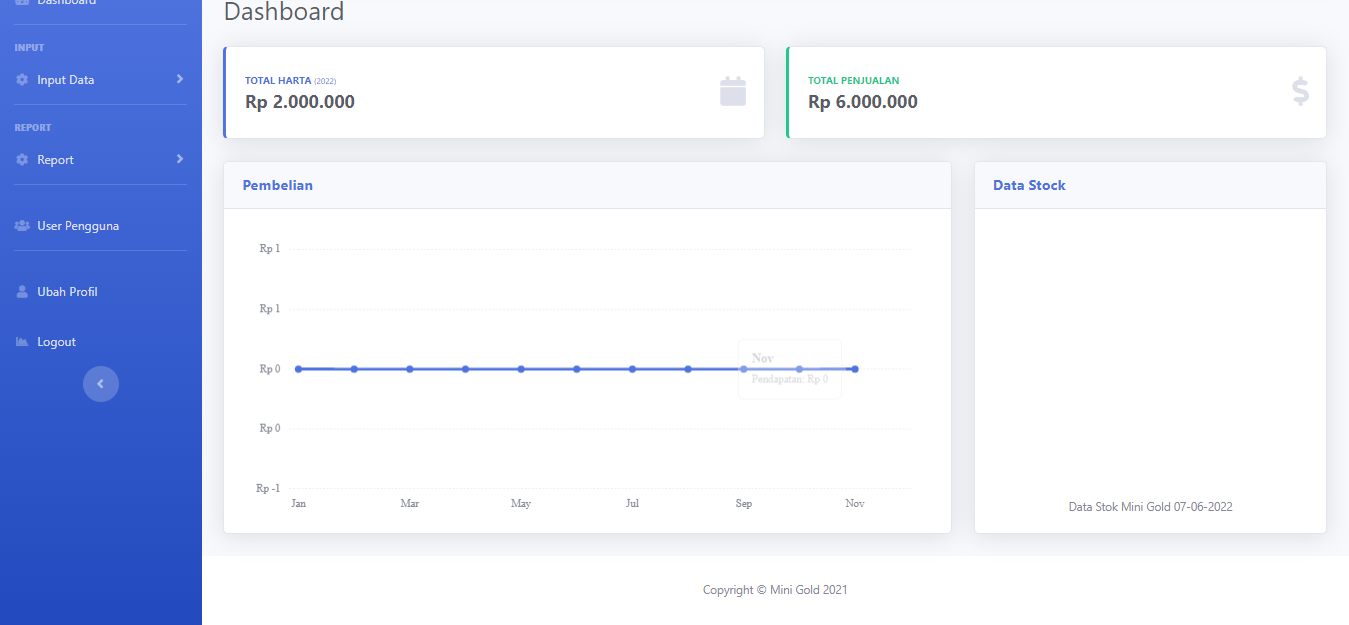 Dashboard
INPUT
Input Data
REPORT
Report
User Pengguna
Ubah Profil
Logout
Dashboard
TOTAL HARTA (2022)
Rp 2.000.000
TOTAL PENJUALAN
Rp 6.000.000
Pembelian
Rp 1
Rp 1
Rp 0
Rp 0
Rp -1
Nov
Pendapatan: Rp 0
Jan Mar May Jul Sep Nov
Data Stock
Data Stok Mini Gold 07-06-2022
Copyright © Mini Gold 2021